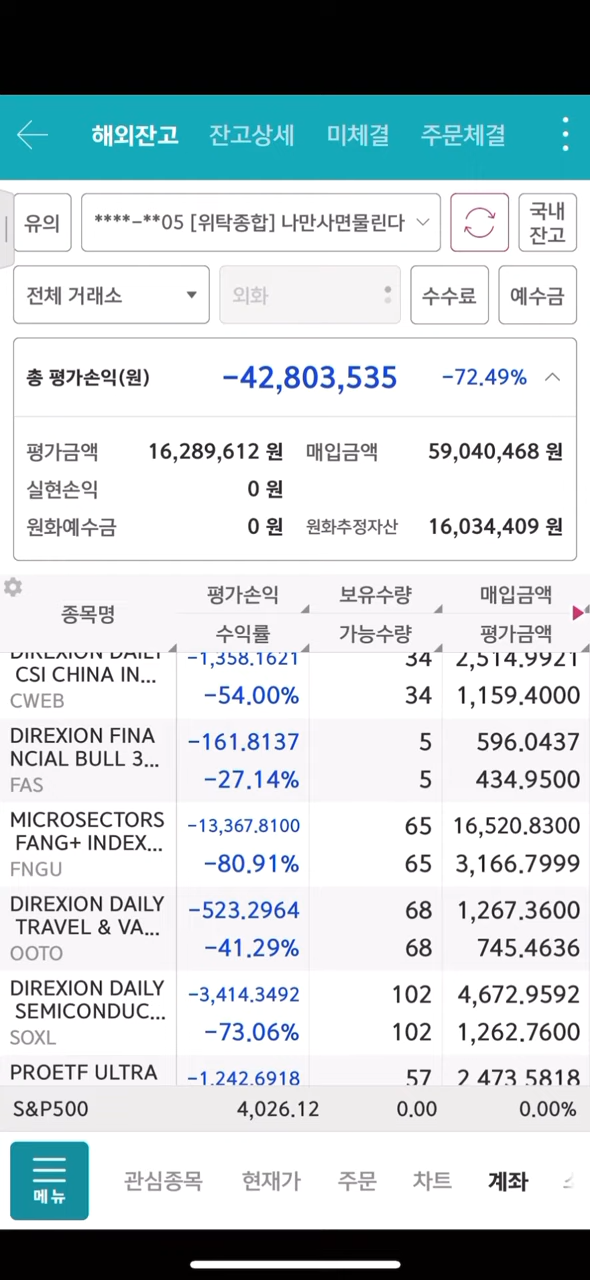 해외잔고 잔고상세 미체결 주문체결
유의 ****-**05 [위탁종합] 나만사면물린다 국내 잔고
전체 거래소 외화 수수료 예수금
총 평가손익(원) -42,803,535 -72.49%
평가금액 16,289,612 원 매입금액 59,040,468 원
실현손익 0 원
원화예수금 0 원 원화추정자산 16,034,409 원
종목명 평가손익 보유수량 매입금액
수익률 가능수량 평가금액
DIREXION DAILY -1,358.1621 34 2,514.9921
CSI CHINA IN... -54.00% 34 1,159.4000
CWEB
DIREXION FINA -161.8137 5 596.0437
NCIAL BULL 3... -27.14% 5 434.9500
FAS
MICROSECTORS -13,367.8100 65 16,520.8300
FANG+ INDEX... -80.91% 65 3,166.7999
FNGU
DIREXION DAILY -523.2964 68 1,267.3600
TRAVEL & VA... -41.29% 68 745.4636
OOTO
DIREXION DAILY -3,414.3492 102 4,672.9592
SEMICONDUC... -73.06% 102 1,262.7600
SOXL
PROETF ULTRA -1,242.6918 57 2,473.5818
S&P500 4,026.12 0.00 0.00%
메뉴 관심종목 현재가 주문 차트 계좌